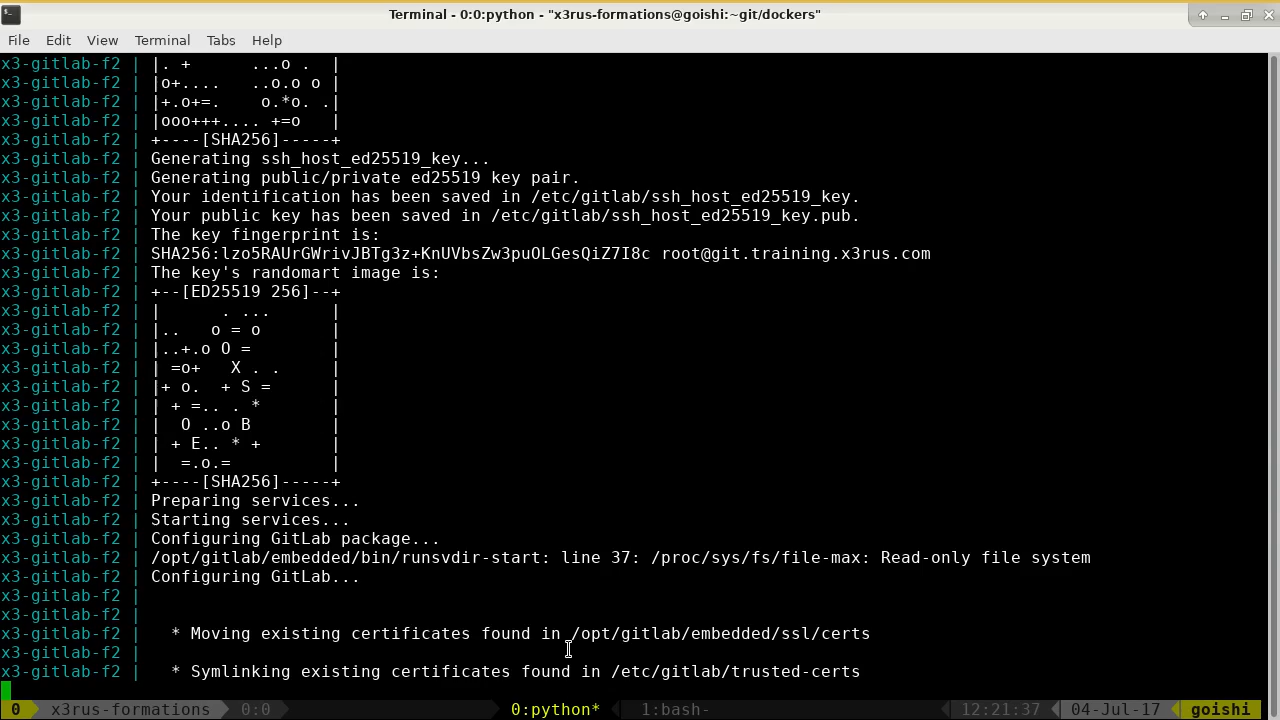 Terminal - 0:0:python - "x3rus-formations@goishi:~git/dockers"
File Edit View Terminal Tabs Help
x3-gitlab-f2 | |. +      ...o .  |
x3-gitlab-f2 | |o+....   ..o.o o |
x3-gitlab-f2 | |+.o+=.    o.*o. .|
x3-gitlab-f2 | |ooo+++.... +=o   |
x3-gitlab-f2 | +----[SHA256]-----+
x3-gitlab-f2 | Generating ssh_host_ed25519_key...
x3-gitlab-f2 | Generating public/private ed25519 key pair.
x3-gitlab-f2 | Your identification has been saved in /etc/gitlab/ssh_host_ed25519_key.
x3-gitlab-f2 | Your public key has been saved in /etc/gitlab/ssh_host_ed25519_key.pub.
x3-gitlab-f2 | The key fingerprint is:
x3-gitlab-f2 | SHA256:lzo5RAUrGWrivJBTg3z+KnUVbsZw3puOLGesQiZ7I8c root@git.training.x3rus.com
x3-gitlab-f2 | The key's randomart image is:
x3-gitlab-f2 | +--[ED25519 256]--+
x3-gitlab-f2 | |      . ...      |
x3-gitlab-f2 | |..   o = o       |
x3-gitlab-f2 | |..+.o O =        |
x3-gitlab-f2 | | =o+   X . .     |
x3-gitlab-f2 | |+ o.  + S =      |
x3-gitlab-f2 | | + =.. . *       |
x3-gitlab-f2 | |  O ..o B        |
x3-gitlab-f2 | | + E.. * +       |
x3-gitlab-f2 | |  =.o.=          |
x3-gitlab-f2 | +----[SHA256]-----+
x3-gitlab-f2 | Preparing services...
x3-gitlab-f2 | Starting services...
x3-gitlab-f2 | Configuring GitLab package...
x3-gitlab-f2 | /opt/gitlab/embedded/bin/runsvdir-start: line 37: /proc/sys/fs/file-max: Read-only file system
x3-gitlab-f2 | Configuring GitLab...
x3-gitlab-f2 |
x3-gitlab-f2 |
x3-gitlab-f2 |   * Moving existing certificates found in /opt/gitlab/embedded/ssl/certs
x3-gitlab-f2 |
x3-gitlab-f2 |   * Symlinking existing certificates found in /etc/gitlab/trusted-certs
0 x3rus-formations 0:0 0:python* 1:bash- 12:21:37 04-Jul-17 goishi